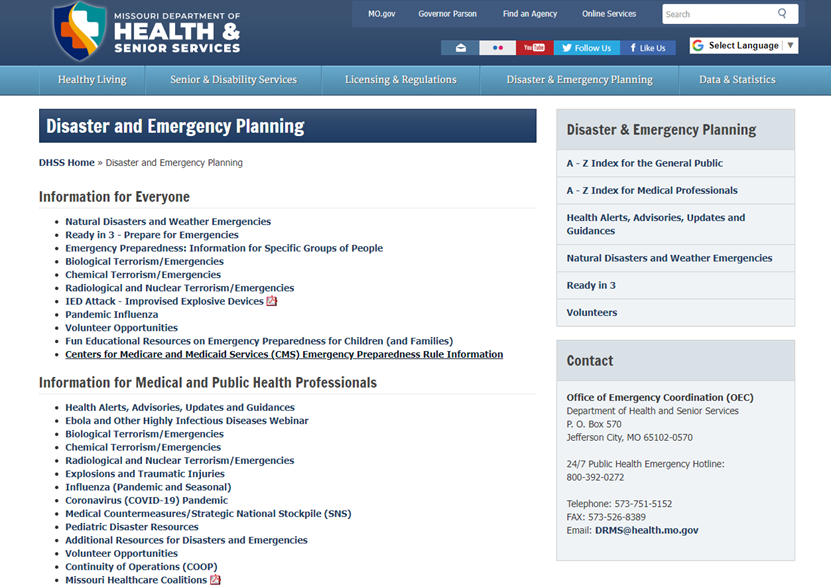 MISSOURI DEPARTMENT OF
HEALTH &
SENIOR SERVICES
MO.gov
Governor Parson
Find an Agency
Online Services
Search
You Tube
Follow Us
Like Us
G Select Language ▼
Healthy Living
Senior & Disability Services
Licensing & Regulations
Disaster & Emergency Planning
Data & Statistics
Disaster and Emergency Planning
DHSS Home » Disaster and Emergency Planning
Information for Everyone
• Natural Disasters and Weather Emergencies
• Ready in 3 - Prepare for Emergencies
• Emergency Preparedness: Information for Specific Groups of People
• Biological Terrorism/Emergencies
• Chemical Terrorism/Emergencies
• Radiological and Nuclear Terrorism/Emergencies
• IED Attack - Improvised Explosive Devices
• Pandemic Influenza
• Volunteer Opportunities
• Fun Educational Resources on Emergency Preparedness for Children (and Families)
• Centers for Medicare and Medicaid Services (CMS) Emergency Preparedness Rule Information
Information for Medical and Public Health Professionals
• Health Alerts, Advisories, Updates and Guidances
• Ebola and Other Highly Infectious Diseases Webinar
• Biological Terrorism/Emergencies
• Chemical Terrorism/Emergencies
• Radiological and Nuclear Terrorism/Emergencies
• Explosions and Traumatic Injuries
• Influenza (Pandemic and Seasonal)
• Coronavirus (COVID-19) Pandemic
• Medical Countermeasures/Strategic National Stockpile (SNS)
• Pediatric Disaster Resources
• Additional Resources for Disasters and Emergencies
• Volunteer Opportunities
• Continuity of Operations (COOP)
• Missouri Healthcare Coalitions
Disaster & Emergency Planning
A - Z Index for the General Public
A - Z Index for Medical Professionals
Health Alerts, Advisories, Updates and
Guidances
Natural Disasters and Weather Emergencies
Ready in 3
Volunteers
Contact
Office of Emergency Coordination (OEC)
Department of Health and Senior Services
P. O. Box 570
Jefferson City, MO 65102-0570
24/7 Public Health Emergency Hotline:
800-392-0272
Telephone: 573-751-5152
FAX: 573-526-8389
Email: DRMS@health.mo.gov